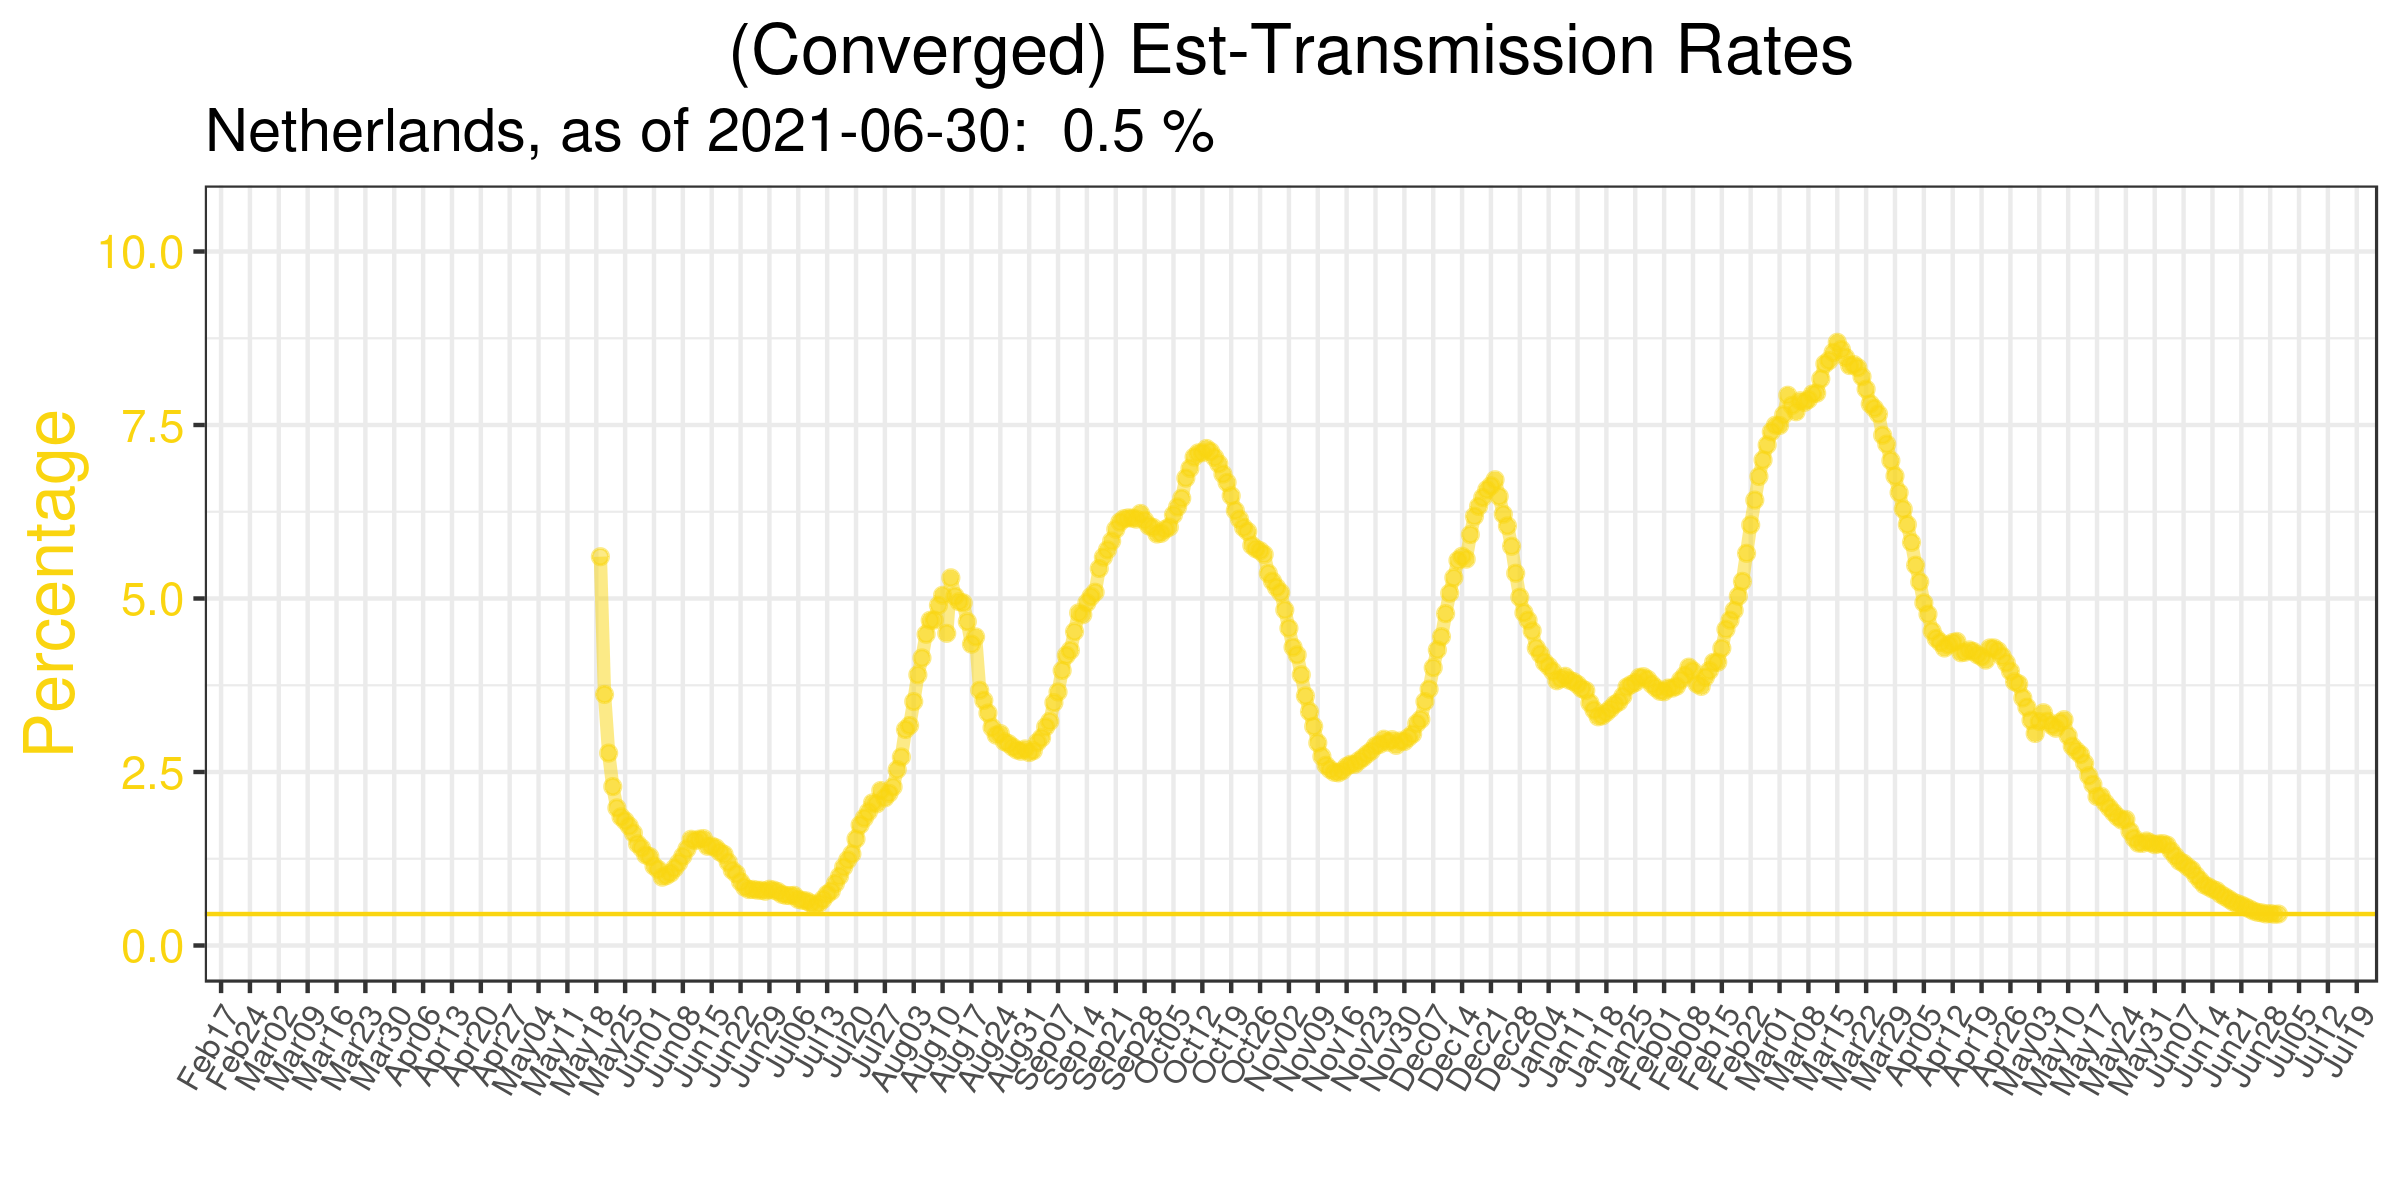 (Converged) Est-Transmission Rates
Netherlands, as of 2021-06-30:  0.5 %
Percentage
10.0
7.5
5.0
2.5
0.0
Feb17
Feb24
Mar02
Mar09
Mar16
Mar23
Mar30
Apr06
Apr13
Apr20
Apr27
May04
May11
May18
May25
Jun01
Jun08
Jun15
Jun22
Jun29
Jul06
Jul13
Jul20
Jul27
Aug03
Aug10
Aug17
Aug24
Aug31
Sep07
Sep14
Sep21
Sep28
Oct05
Oct12
Oct19
Oct26
Nov02
Nov09
Nov16
Nov23
Nov30
Dec07
Dec14
Dec21
Dec28
Jan04
Jan11
Jan18
Jan25
Feb01
Feb08
Feb15
Feb22
Mar01
Mar08
Mar15
Mar22
Mar29
Apr05
Apr12
Apr19
Apr26
May03
May10
May17
May24
May31
Jun07
Jun14
Jun21
Jun28
Jul05
Jul12
Jul19